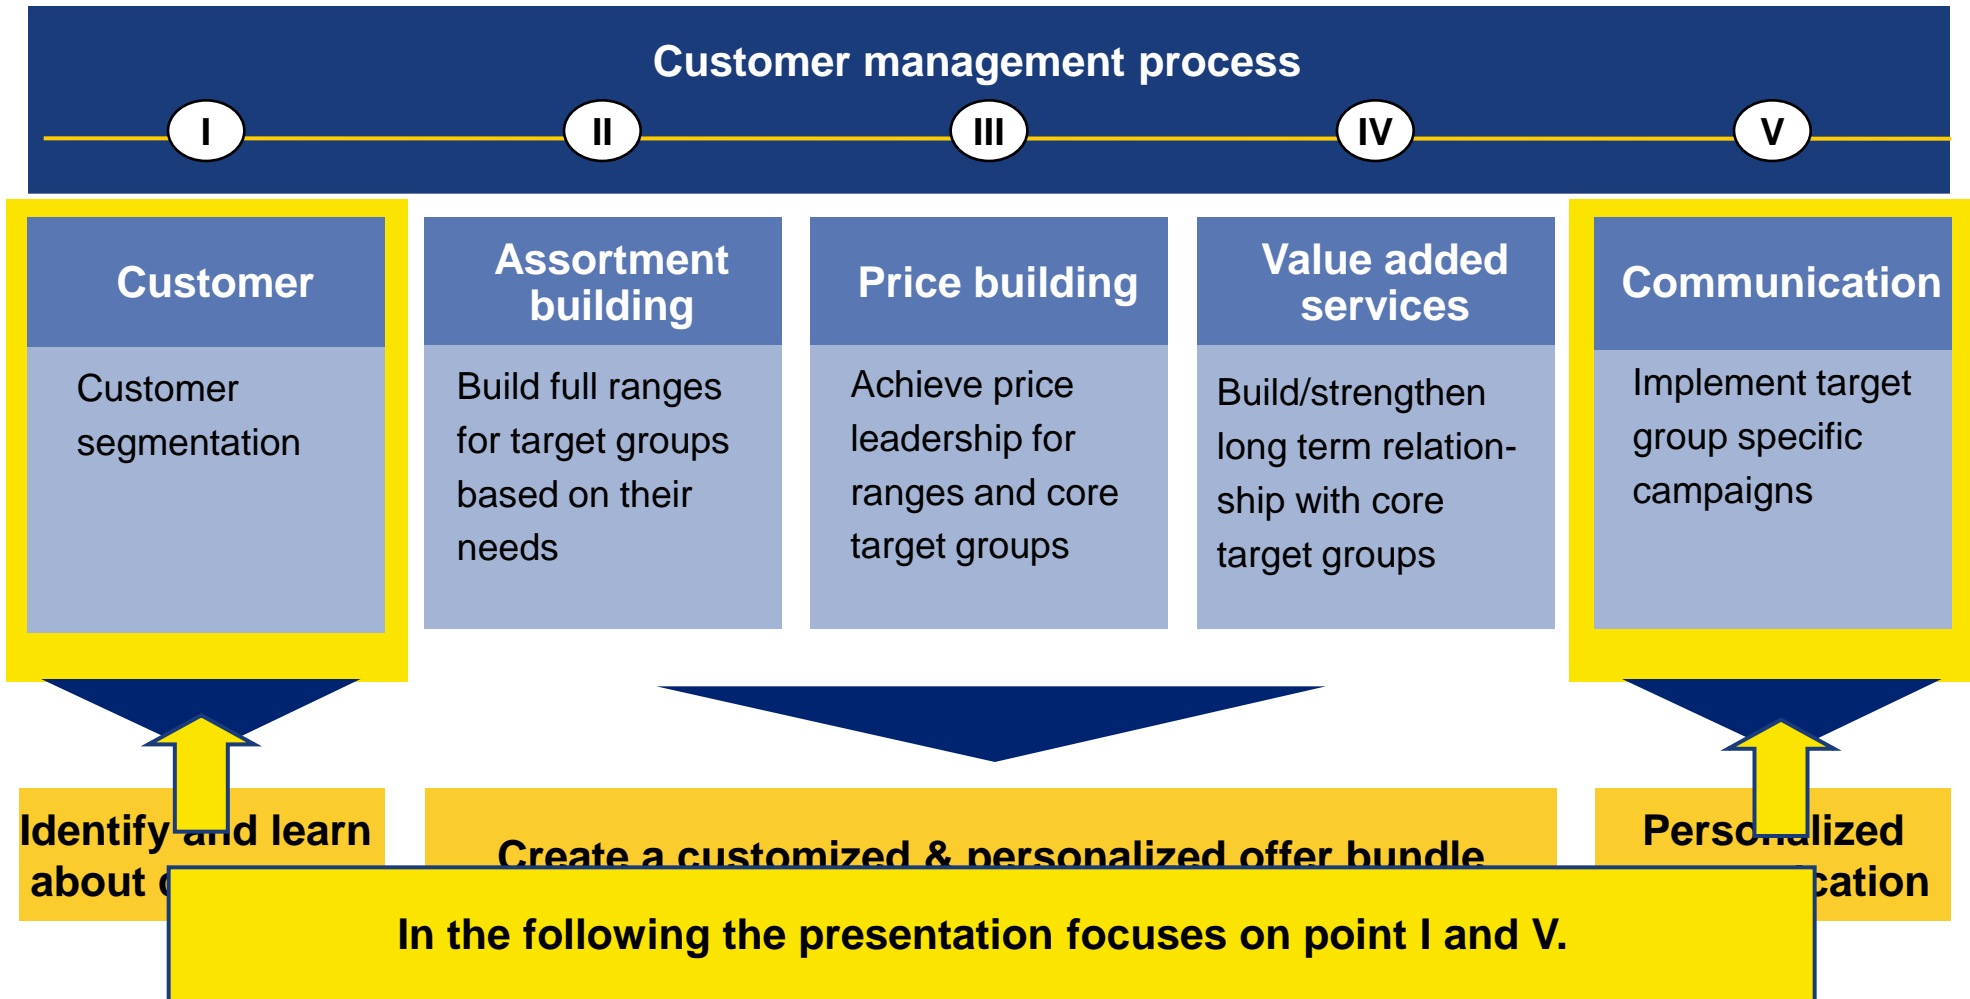 Customer management process
I
II
III
IV
V
Customer
Customer
segmentation
Assortment
building
Build full ranges
for target groups
based on their
needs
Price building
Achieve price
leadership for
ranges and core
target groups
Value added
services
Build/strengthen
long term relation-
ship with core
target groups
Communication
Implement target
group specific
campaigns
Identify and learn
about
Create a customized & personalized offer bundle
Personalized
In the following the presentation focuses on point I and V.